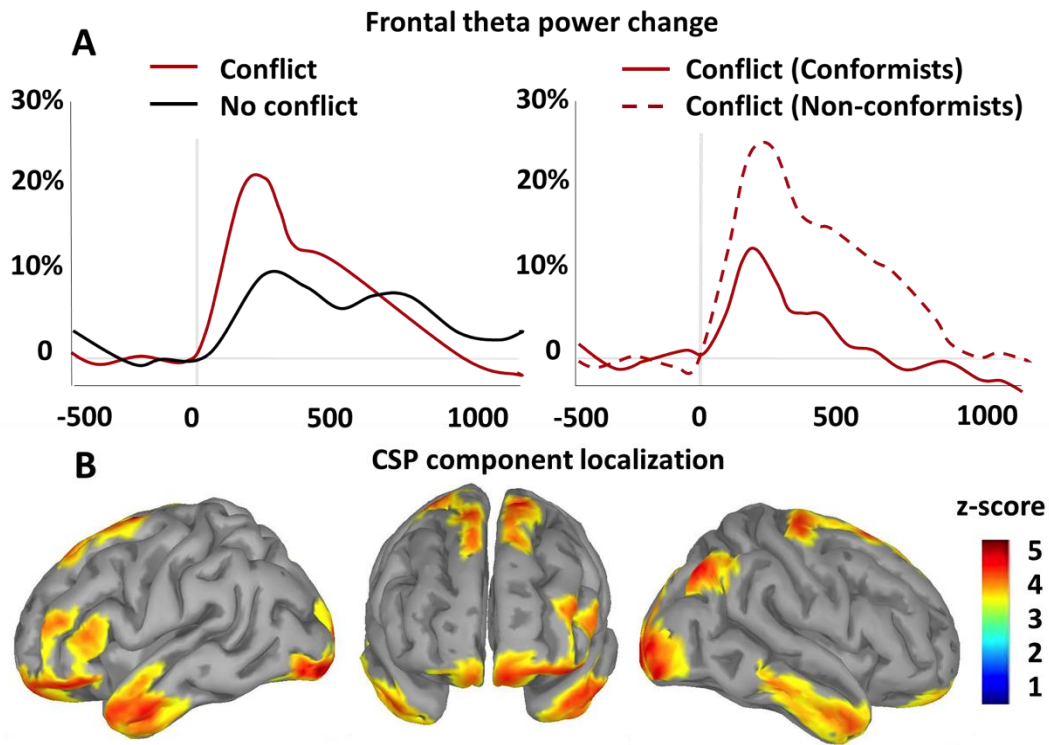 Frontal theta power change
A
Conflict
No conflict
30%
20%
10%
0
-500 0 500 1000
Conflict (Conformists)
Conflict (Non-conformists)
30%
20%
10%
0
-500 0 500 1000
B
CSP component localization
z-score
5
4
3
2
1